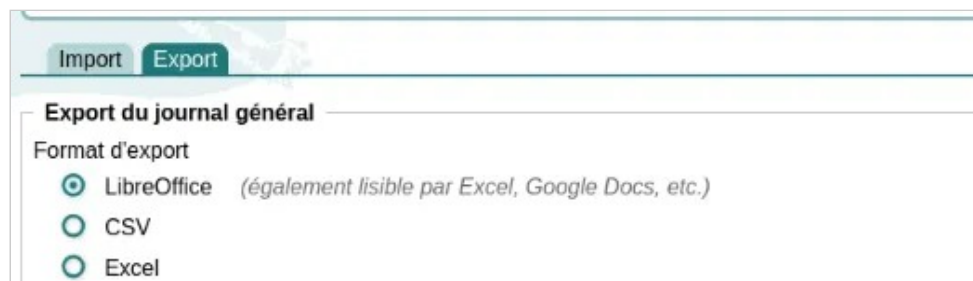 Import Export
Export du journal général
Format d'export
LibreOffice (également lisible par Excel, Google Docs, etc.)
CSV
Excel